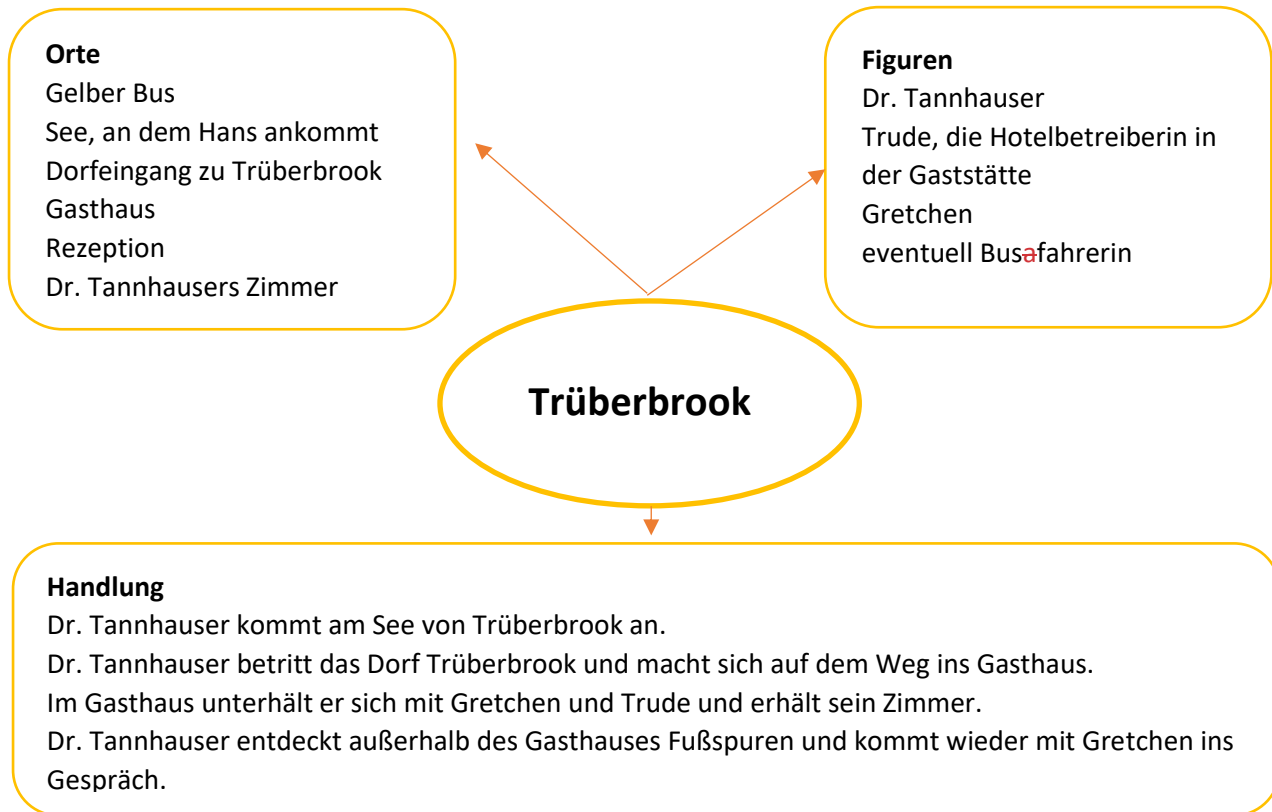 Orte
Gelber Bus
See, an dem Hans ankommt
Dorfeingang zu Trüberbrook
Gasthaus
Rezeption
Dr. Tannhausers Zimmer
Figuren
Dr. Tannhauser
Trude, die Hotelbetreiberin in
der Gaststätte
Gretchen
eventuell Busafahrerin
Trüberbrook
Handlung
Dr. Tannhauser kommt am See von Trüberbrook an.
Dr. Tannhauser betritt das Dorf Trüberbrook und macht sich auf dem Weg ins Gasthaus.
Im Gasthaus unterhält er sich mit Gretchen und Trude und erhält sein Zimmer.
Dr. Tannhauser entdeckt außerhalb des Gasthauses Fußspuren und kommt wieder mit Gretchen ins
Gespräch.